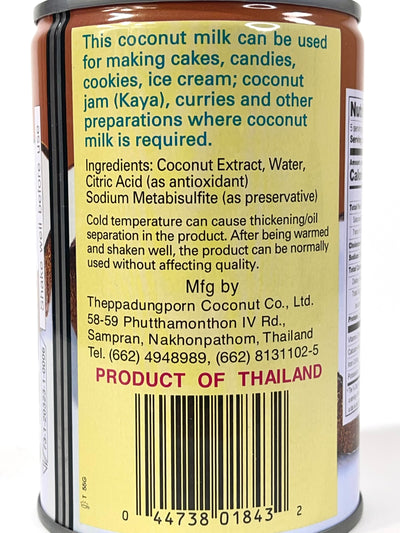 This coconut milk can be used
for making cakes, candies,
cookies, ice cream; coconut
jam (Kaya), curries and other
preparations where coconut
milk is required.
Ingredients: Coconut Extract, Water,
Citric Acid (as antioxidant)
Sodium Metabisulfite (as preservative)
Cold temperature can cause thickening/oil
separation in the product. After being warmed
and shaken well, the product can be normally
used without affecting quality.
Mfg by
Theppadungporn Coconut Co., Ltd.
58-59 Phutthamonthon IV Rd.,
Sampran, Nakhonpathom, Thailand
Tel. (662) 4948989, (662) 8131102-5
PRODUCT OF THAILAND
0 44738 01843 2
Shake well before use